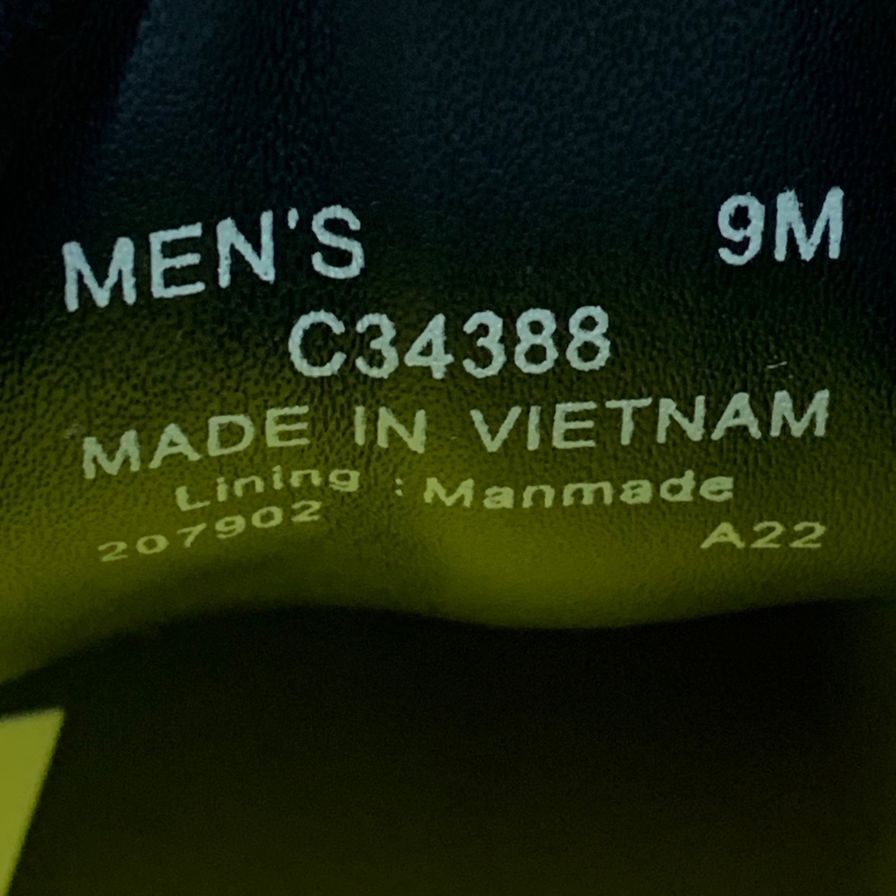 MEN'S 9M
C34388
MADE IN VIETNAM
Lining : Manmade
207902 A22